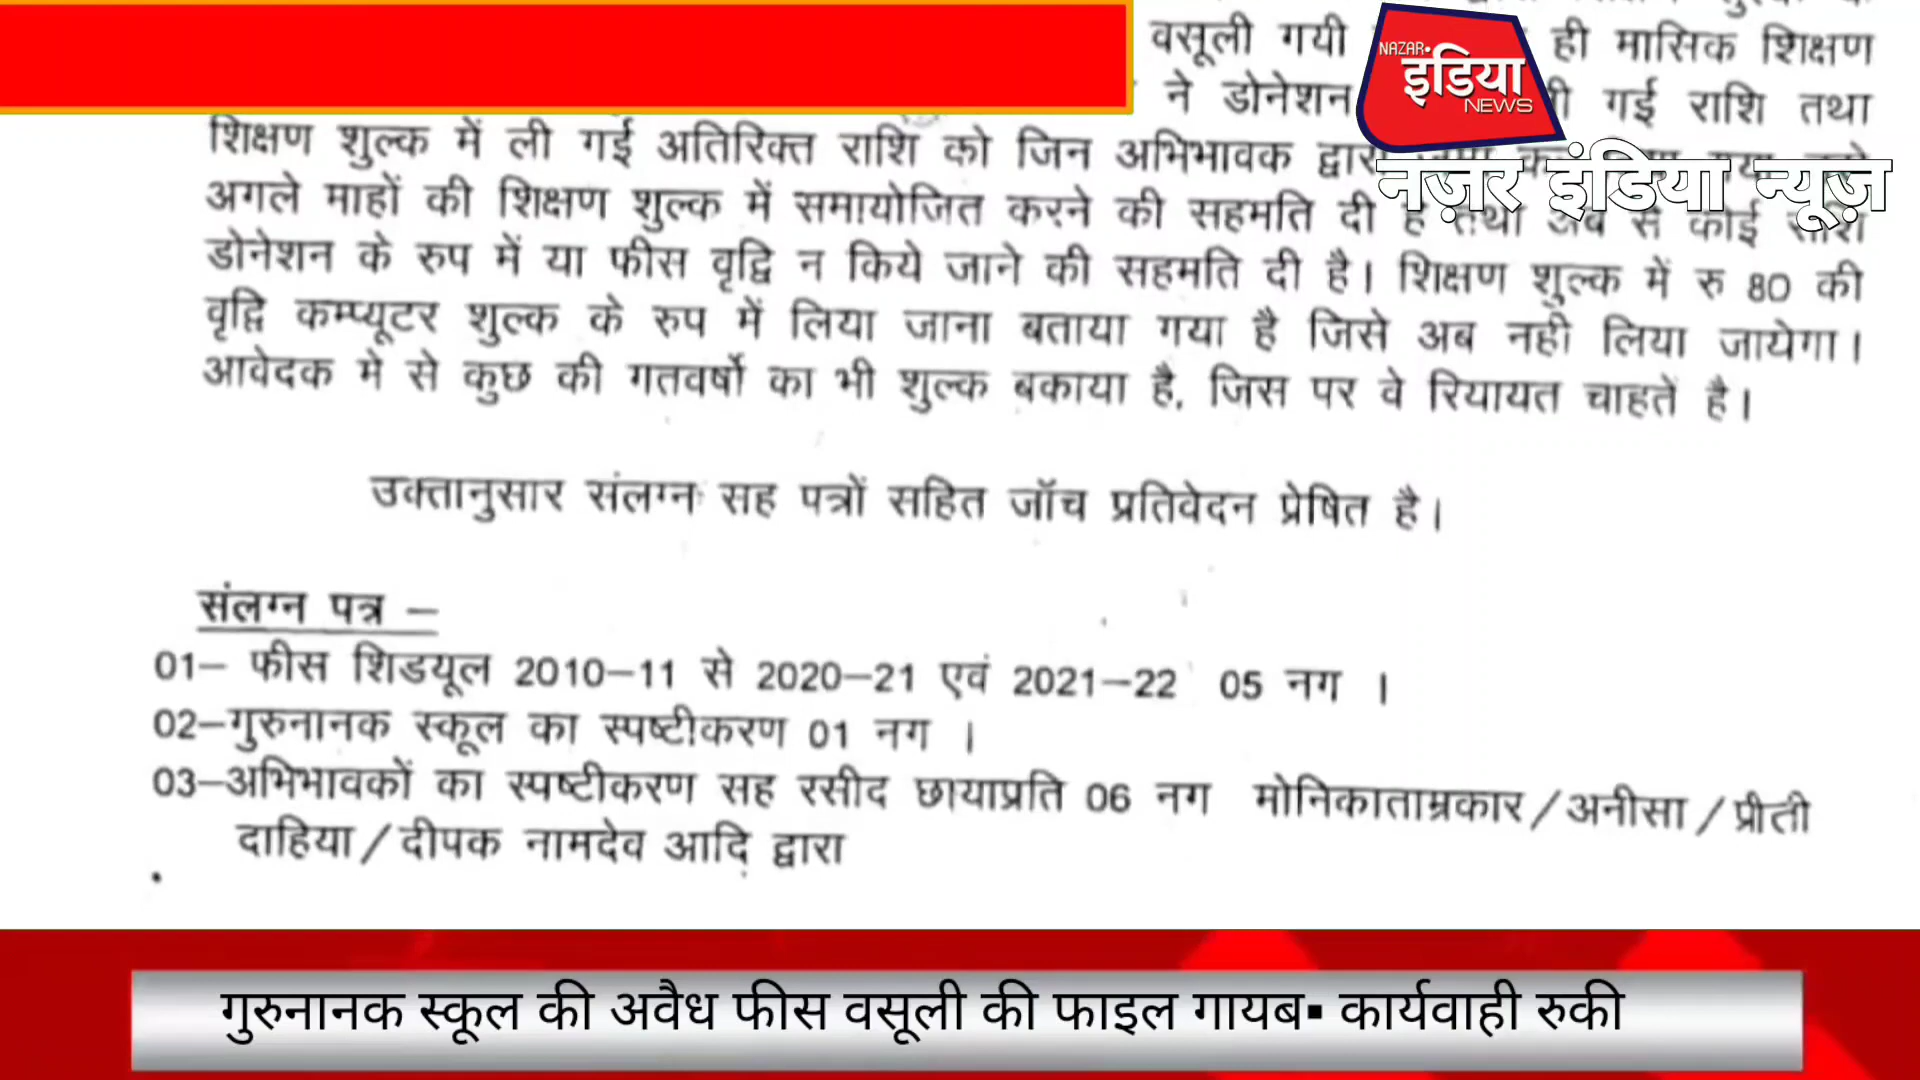 वसूली गयी ही मासिक शिक्षण
ने डोनेशन गई राशि तथा
शिक्षण शुल्क में ली गई अतिरिक्त राशि को जिन अभिभावक द्वारा
अगले माहों की शिक्षण शुल्क में समायोजित करने की सहमति दी है तथा अब से कोई राशि
डोनेशन के रुप में या फीस वृद्वि न किये जाने की सहमति दी है। शिक्षण शुल्क में रु 80 की
वृद्वि कम्प्यूटर शुल्क के रुप में लिया जाना बताया गया है जिसे अब नही लिया जायेगा।
आवेदक मे से कुछ की गतवर्षो का भी शुल्क बकाया है, जिस पर वे रियायत चाहते है।
उक्तानुसार संलग्न सह पत्रों सहित जॉच प्रतिवेदन प्रेषित है।
संलग्न पत्र –
01– फीस शिडयूल 2010–11 से 2020–21 एवं 2021–22 05 नग ।
02–गुरुनानक स्कूल का स्पष्टीकरण 01 नग ।
03–अभिभावकों का स्पष्टीकरण सह रसीद छायाप्रति 06 नग मोनिकाताम्रकार/अनीसा/प्रीती
दाहिया/दीपक नामदेव आदि द्वारा
NAZAR
इंडिया
NEWS
नज़र इंडिया न्यूज़
गुरुनानक स्कूल की अवैध फीस वसूली की फाइल गायब▪ कार्यवाही रुकी